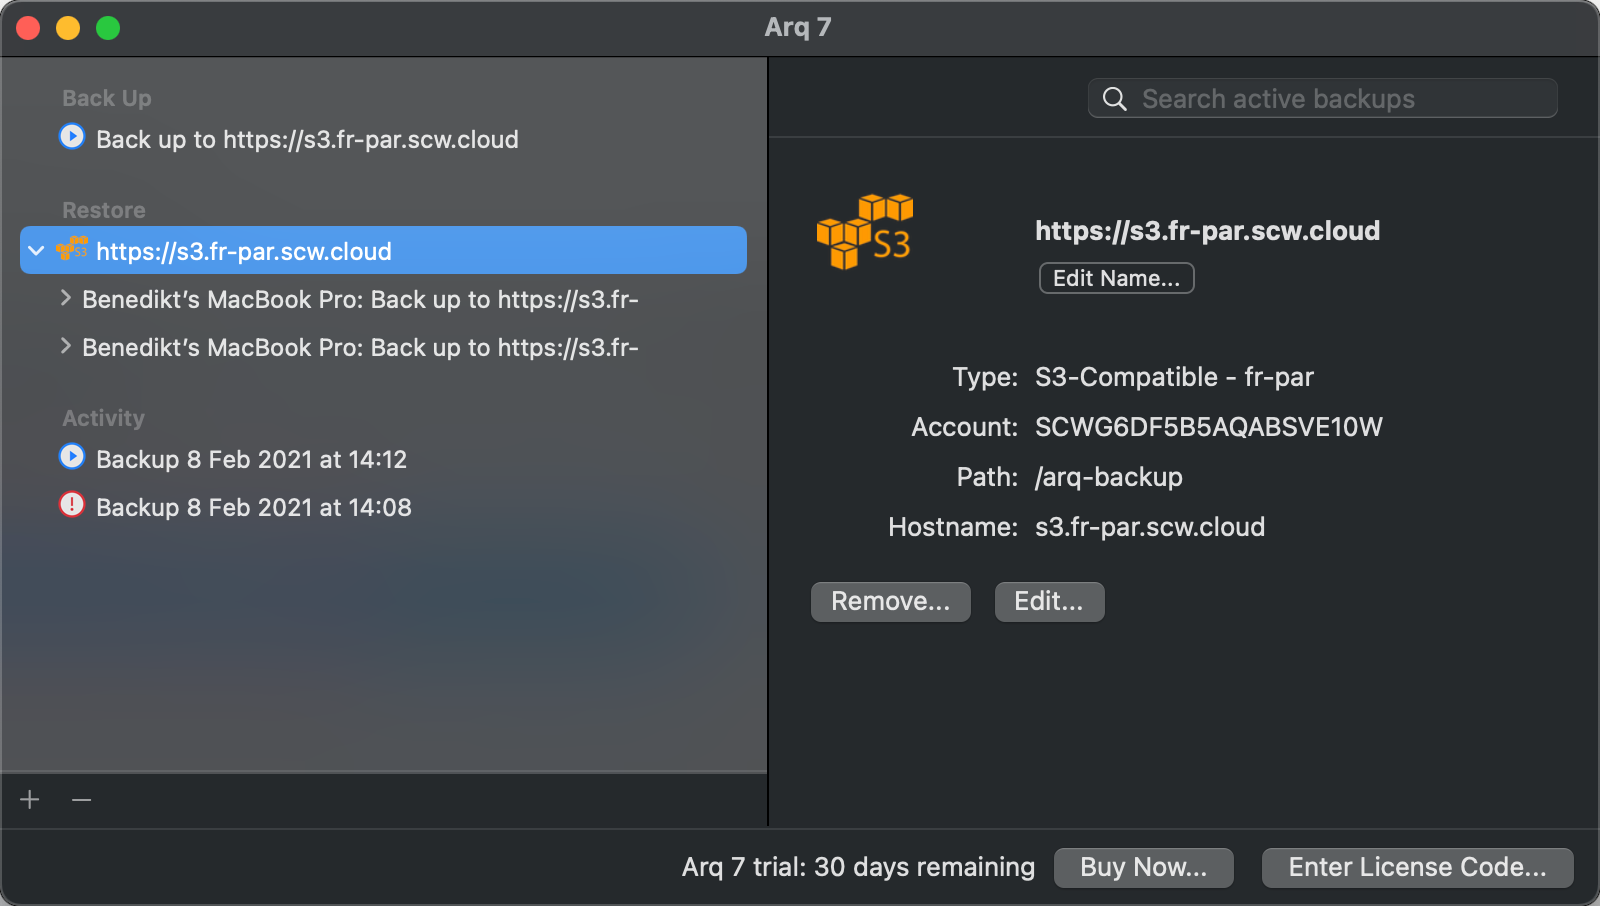 Arq 7
Back Up
Back up to https://s3.fr-par.scw.cloud
Restore
S3 https://s3.fr-par.scw.cloud
Benedikt’s MacBook Pro: Back up to https://s3.fr-
Benedikt’s MacBook Pro: Back up to https://s3.fr-
Activity
Backup 8 Feb 2021 at 14:12
Backup 8 Feb 2021 at 14:08
Search active backups
S3
https://s3.fr-par.scw.cloud
Edit Name...
Type: S3-Compatible - fr-par
Account: SCWG6DF5B5AQABSVE10W
Path: /arq-backup
Hostname: s3.fr-par.scw.cloud
Remove... Edit...
Arq 7 trial: 30 days remaining Buy Now... Enter License Code...